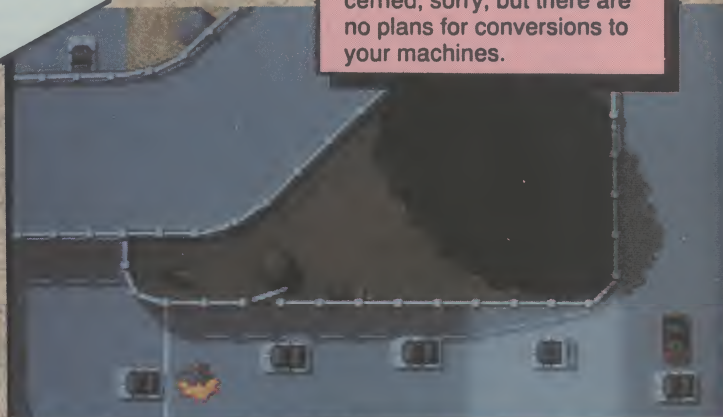 cerned, sorry, but there are
no plans for conversions to
your machines.